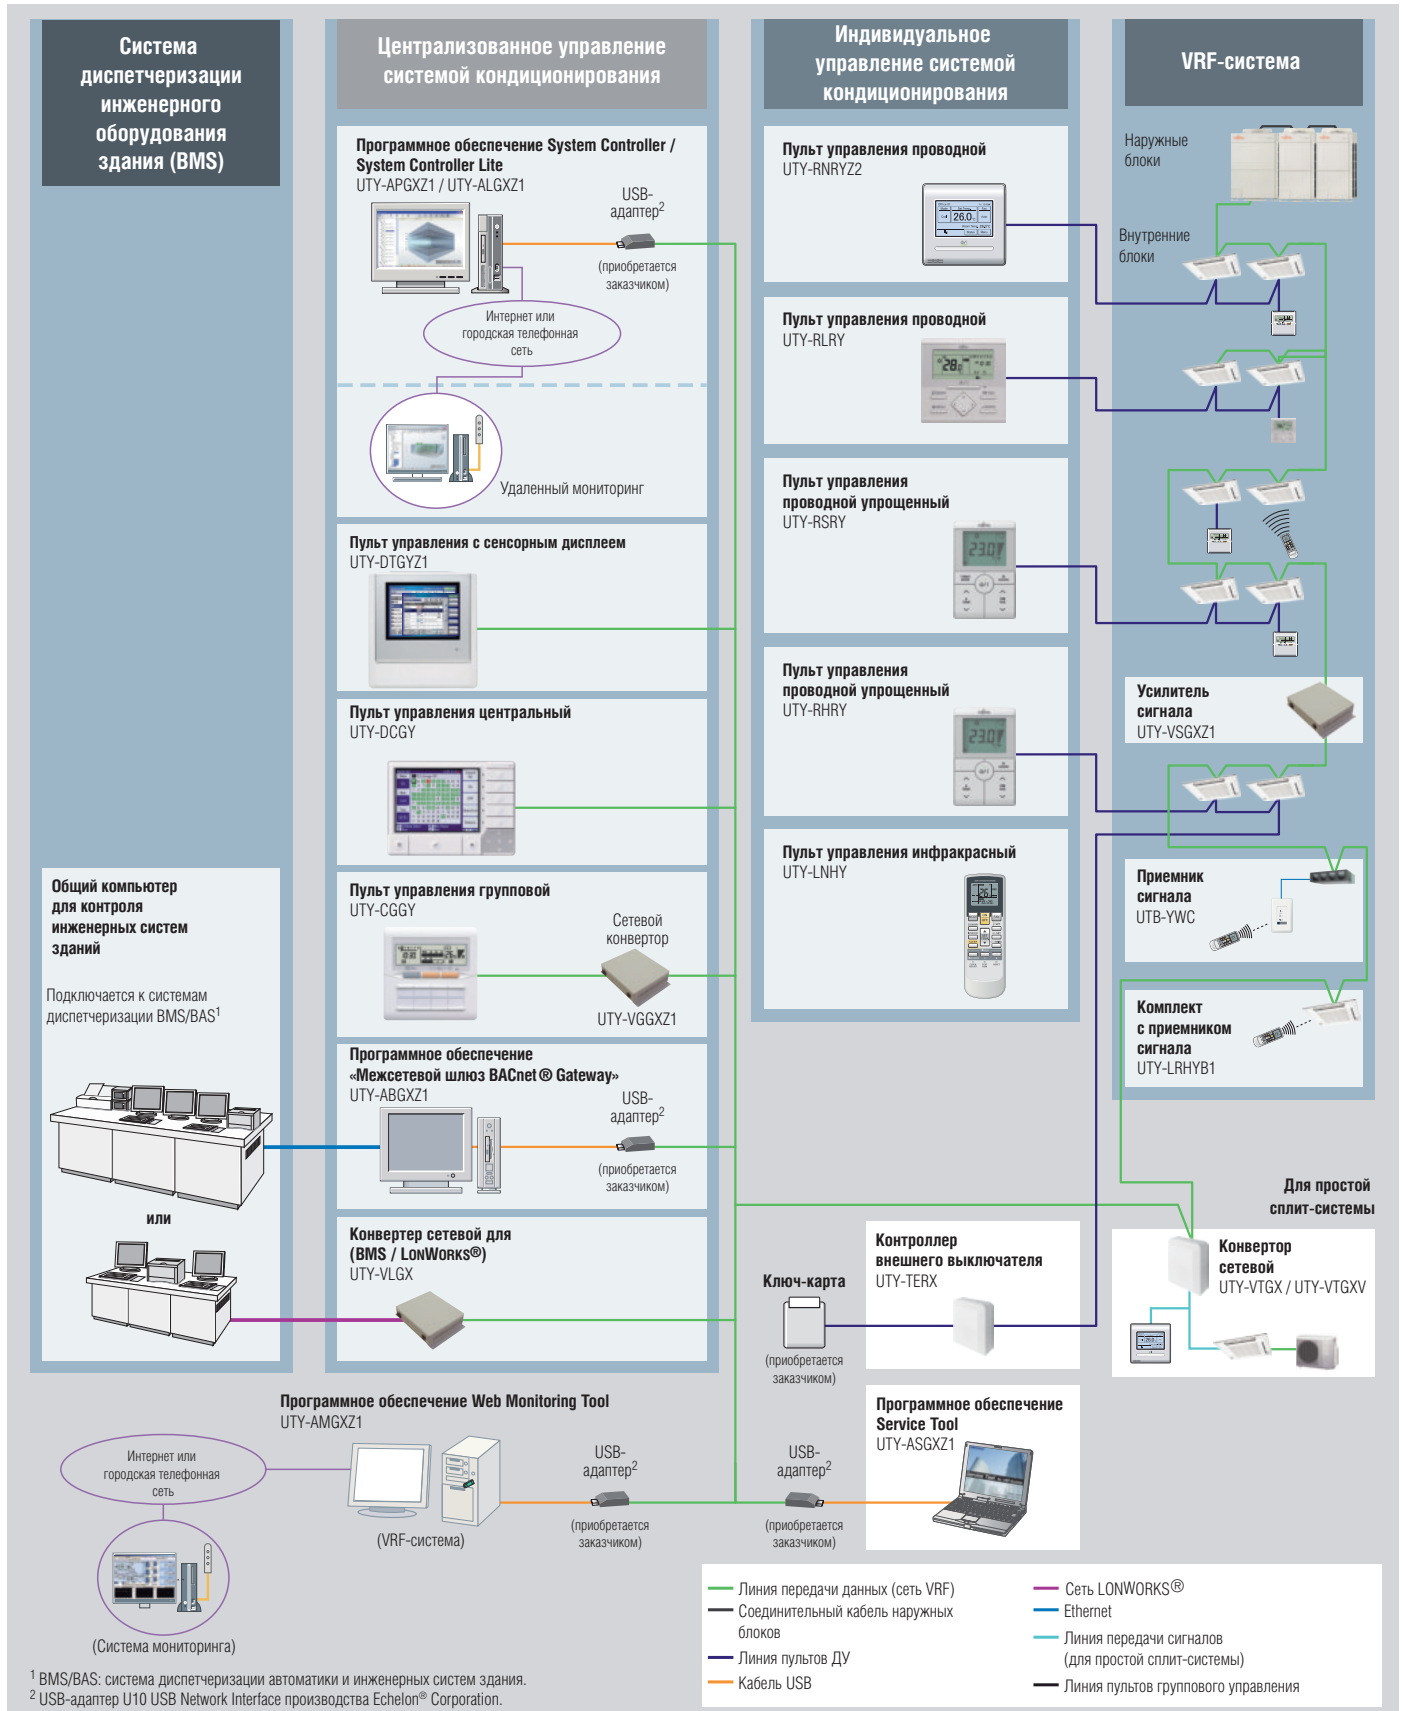 Система
диспетчеризации
инженерного
оборудования
здания (BMS)
Централизованное управление
системой кондиционирования
Индивидуальное
управление системой
кондиционирования
VRF-система
Программное обеспечение System Controller /
System Controller Lite
UTY-APGXZ1 / UTY-ALGXZ1
USB-
адаптер2
(приобретается
заказчиком)
Интернет или
городская телефонная
сеть
Удаленный мониторинг
Пульт управления с сенсорным дисплеем
UTY-DTGYZ1
Пульт управления центральный
UTY-DCGY
Пульт управления групповой
UTY-CGGY
Сетевой
конвертор
UTY-VGGXZ1
Программное обеспечение
«Межсетевой шлюз BACnet® Gateway»
UTY-ABGXZ1
USB-
адаптер2
(приобретается
заказчиком)
Конвертер сетевой для
(BMS / LONWORKS®)
UTY-VLGX
Общий компьютер
для контроля
инженерных систем
зданий
Подключается к системам
диспетчеризации BMS/BAS1
или
Пульт управления проводной
UTY-RNRYZ2
26.0
Пульт управления проводной
UTY-RLRY
28
Пульт управления
проводной упрощенный
UTY-RSRY
23.0
Пульт управления
проводной упрощенный
UTY-RHRY
23.0
Пульт управления инфракрасный
UTY-LNHY
Наружные
блоки
Внутренние
блоки
Усилитель
сигнала
UTY-VSGXZ1
Приемник
сигнала
UTB-YWC
Комплект
с приемником
сигнала
UTY-LRHYB1
Для простой
сплит-системы
Конвертор
сетевой
UTY-VTGX / UTY-VTGXV
Контроллер
внешнего выключателя
UTY-TERX
Ключ-карта
(приобретается
заказчиком)
Программное обеспечение
Service Tool
UTY-ASGXZ1
USB-
адаптер2
(приобретается
заказчиком)
Программное обеспечение Web Monitoring Tool
UTY-AMGXZ1
Интернет или
городская телефонная
сеть
(VRF-система)
USB-
адаптер2
(приобретается
заказчиком)
(Система мониторинга)
Линия передачи данных (сеть VRF)
Соединительный кабель наружных
блоков
Линия пультов ДУ
Кабель USB
Сеть LONWORKS®
Ethernet
Линия передачи сигналов
(для простой сплит-системы)
Линия пультов группового управления
1 BMS/BAS: система диспетчеризации автоматики и инженерных систем здания.
2 USB-адаптер U10 USB Network Interface производства Echelon® Corporation.